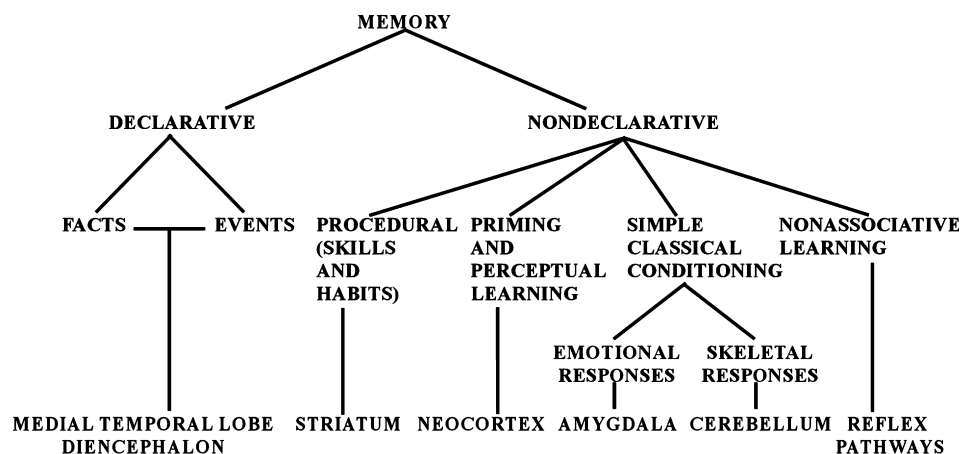 MEMORY
DECLARATIVE
NONDECLARATIVE
FACTS
EVENTS
PROCEDURAL
(SKILLS
AND
HABITS)
PRIMING
AND
PERCEPTUAL
LEARNING
SIMPLE
CLASSICAL
CONDITIONING
NONASSOCIATIVE
LEARNING
EMOTIONAL
RESPONSES
SKELETAL
RESPONSES
MEDIAL TEMPORAL LOBE
DIENCEPHALON
STRIATUM
NEOCORTEX
AMYGDALA
CEREBELLUM
REFLEX
PATHWAYS